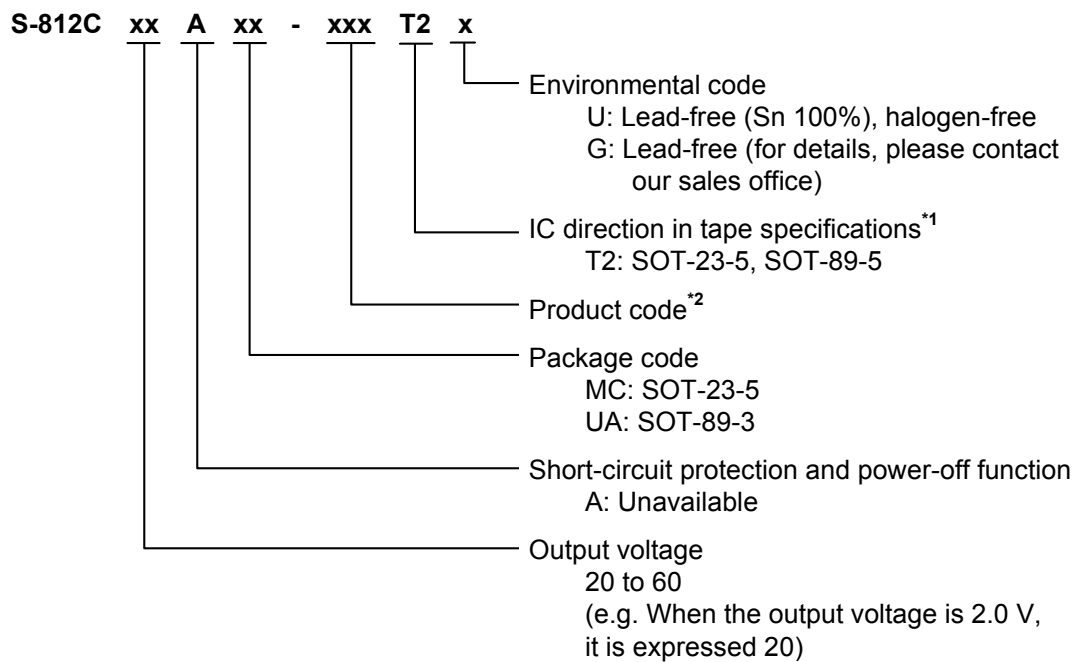 S-812C xx A xx - xxx T2 x
Environmental code
U: Lead-free (Sn 100%), halogen-free
G: Lead-free (for details, please contact
our sales office)
IC direction in tape specifications*1
T2: SOT-23-5, SOT-89-5
Product code*2
Package code
MC: SOT-23-5
UA: SOT-89-3
Short-circuit protection and power-off function
A: Unavailable
Output voltage
20 to 60
(e.g. When the output voltage is 2.0 V,
it is expressed 20)